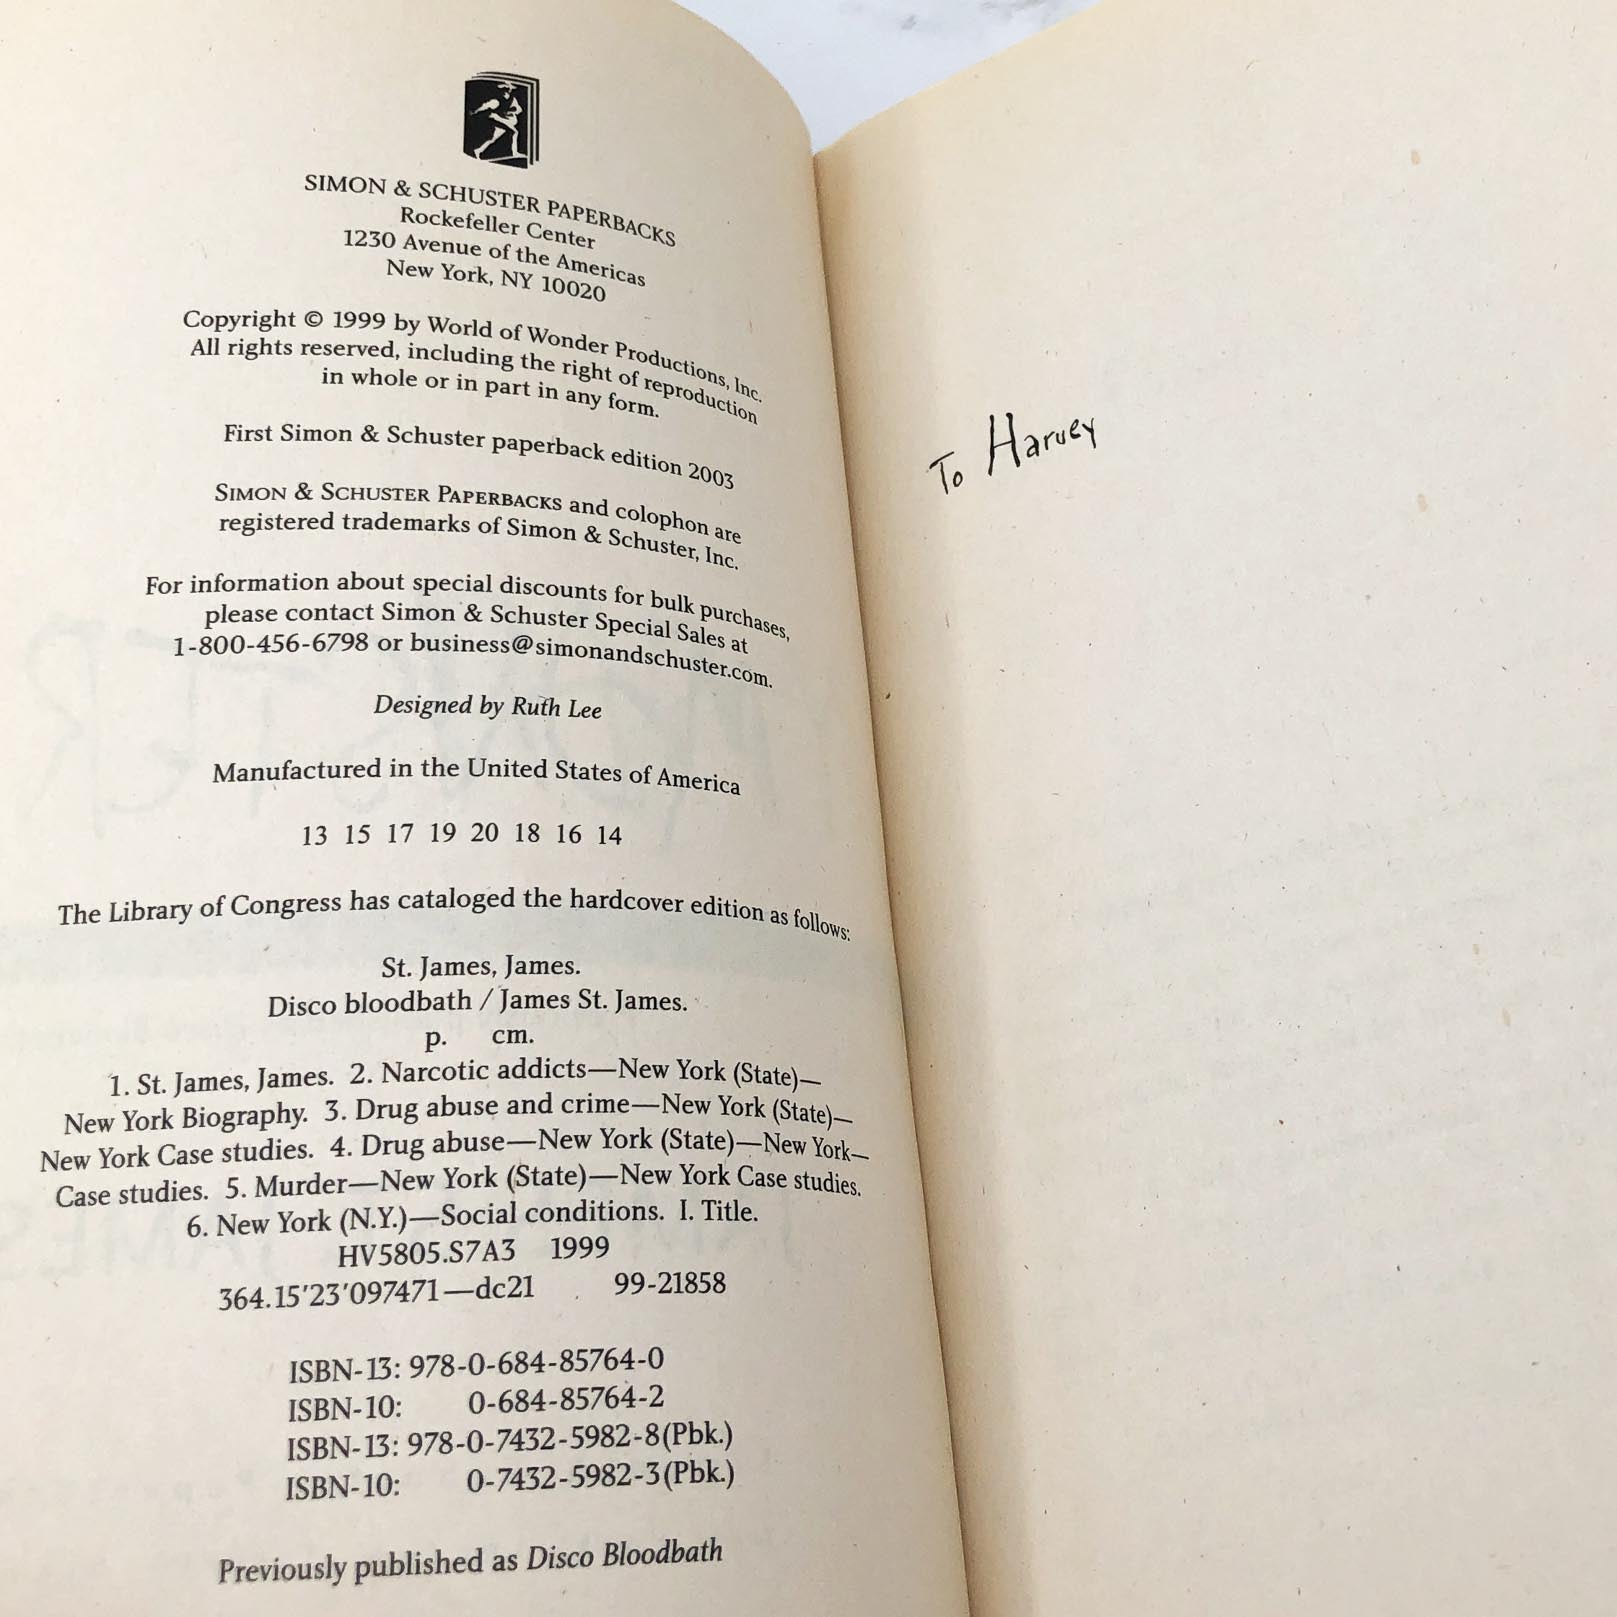 SIMON & SCHUSTER PAPERBACKS
Rockefeller Center
1230 Avenue of the Americas
New York, NY 10020
Copyright © 1999 by World of Wonder Productions, Inc.
All rights reserved, including the right of reproduction
in whole or in part in any form.
First Simon & Schuster paperback edition 2003
SIMON & SCHUSTER PAPERBACKS and colophon are
registered trademarks of Simon & Schuster, Inc.
For information about special discounts for bulk purchases,
please contact Simon & Schuster Special Sales at
1-800-456-6798 or business@simonandschuster.com.
Designed by Ruth Lee
Manufactured in the United States of America
13 15 17 19 20 18 16 14
The Library of Congress has cataloged the hardcover edition as follows:
St. James, James.
Disco bloodbath / James St. James.
p. cm.
1. St. James, James. 2. Narcotic addicts—New York (State)—
New York Biography. 3. Drug abuse and crime—New York (State)—
New York Case studies. 4. Drug abuse—New York (State)—New York—
Case studies. 5. Murder—New York (State)—New York Case studies.
6. New York (N.Y.)—Social conditions. I. Title.
HV5805.S7A3 1999
364.15'23'097471—dc21 99-21858
ISBN-13: 978-0-684-85764-0
ISBN-10: 0-684-85764-2
ISBN-13: 978-0-7432-5982-8(Pbk.)
ISBN-10: 0-7432-5982-3(Pbk.)
Previously published as Disco Bloodbath
To Harvey